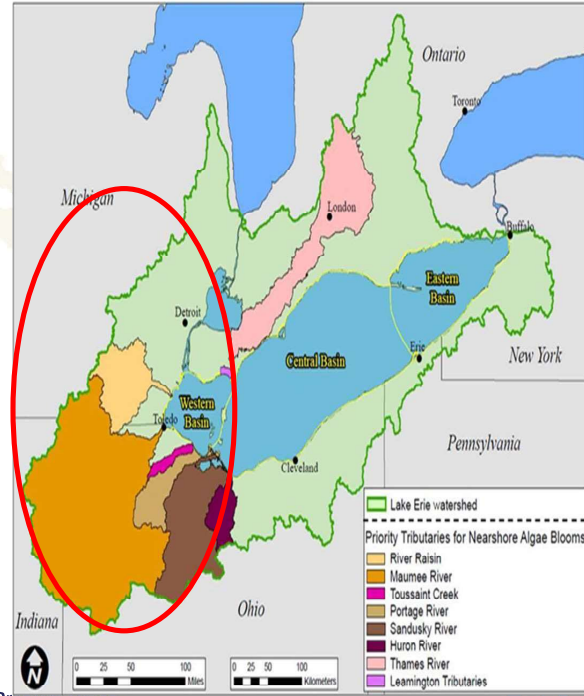 Ontario
Toronto
Michigan
London
Buffalo
Eastern
Basin
Detroit
Central Basin
Erie
New York
Western
Basin
Toledo
Pennsylvania
Cleveland
Lake Erie watershed
Priority Tributaries for Nearshore Algae Blooms
River Raisin
Maumee River
Toussaint Creek
Portage River
Sandusky River
Huron River
Thames River
Leamington Tributaries
Indiana
Ohio
N
0 25 50 100
Miles
0 25 50 100
Kilometers